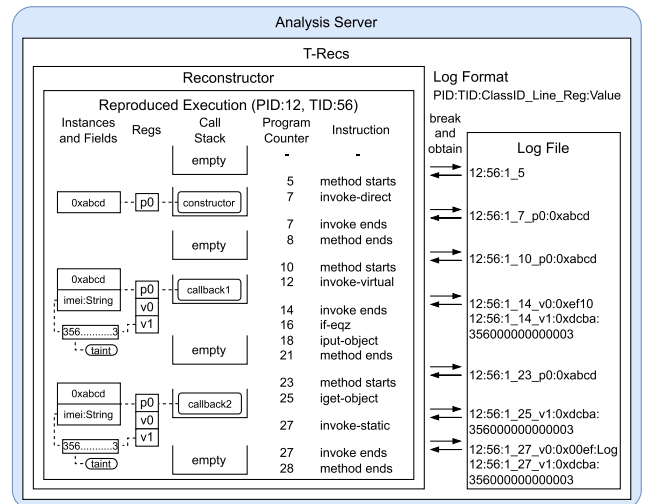 Analysis Server
T-Recs
Reconstructor
Reproduced Execution (PID:12, TID:56)
Instances and Fields
Regs
Call Stack
Program Counter
Instruction
empty
-
-
5 method starts
0xabcd
p0
constructor
7 invoke-direct
7 invoke ends
empty
8 method ends
10 method starts
0xabcd
imei:String
p0
v0
v1
callback1
12 invoke-virtual
14 invoke ends
16 if-eqz
356...........3
taint
empty
18 iput-object
21 method ends
23 method starts
0xabcd
imei:String
p0
v0
v1
callback2
25 iget-object
27 invoke-static
356...........3
taint
empty
27 invoke ends
28 method ends
Log Format
PID:TID:ClassID_Line_Reg:Value
break
and
obtain
Log File
12:56:1_5
12:56:1_7_p0:0xabcd
12:56:1_10_p0:0xabcd
12:56:1_14_v0:0xef10
12:56:1_14_v1:0xdcba:
356000000000003
12:56:1_23_p0:0xabcd
12:56:1_25_v1:0xdcba:
356000000000003
12:56:1_27_v0:0x00ef:Log
12:56:1_27_v1:0xdcba:
356000000000003